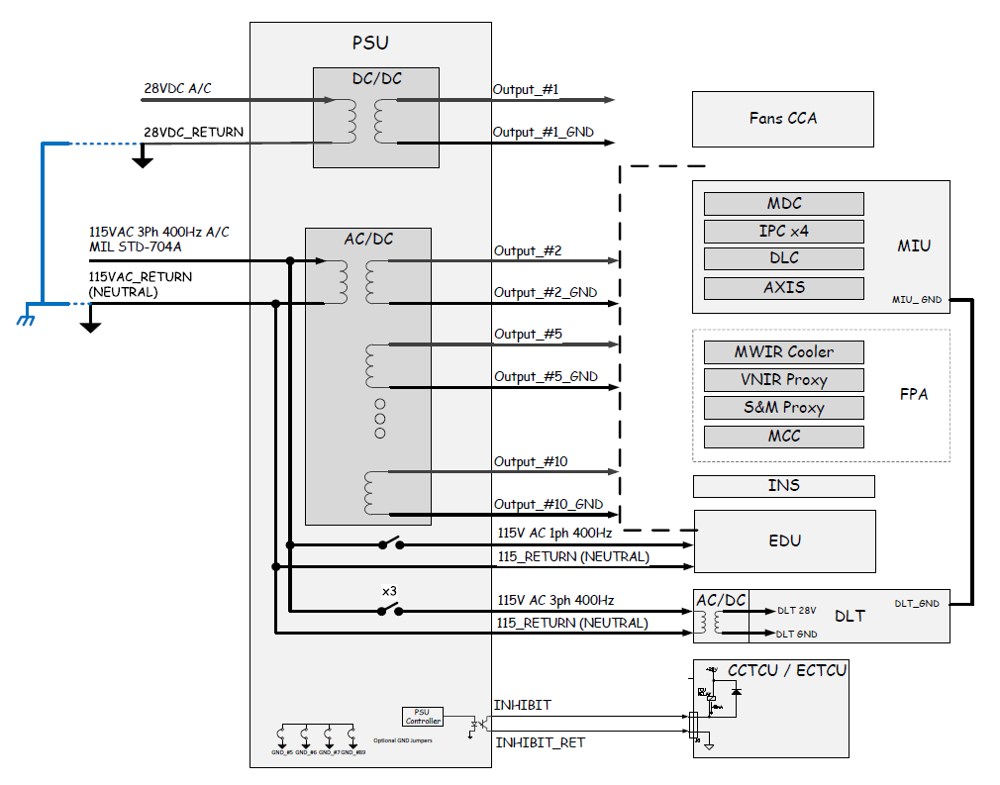 PSU
DC/DC
28VDC A/C
Output_#1
28VDC_RETURN
Output_#1_GND
Fans CCA
115VAC 3Ph 400Hz A/C
MIL STD-704A
115VAC_RETURN
(NEUTRAL)
AC/DC
Output_#2
Output_#2_GND
Output_#5
Output_#5_GND
Output_#10
Output_#10_GND
MDC
IPC x4
DLC
AXIS
MIU
MIU_GND
MWIR Cooler
VNIR Proxy
S&M Proxy
MCC
FPA
INS
EDU
115V AC 1ph 400Hz
115_RETURN (NEUTRAL)
x3
115V AC 3ph 400Hz
115_RETURN (NEUTRAL)
AC/DC
DLT 28V
DLT GND
DLT
DLT_GND
CCTCU / ECTCU
PSU
Controller
INHIBIT
INHIBIT_RET
Optional GND Jumpers
GND_#5
GND_#6
GND_#7
GND_#89